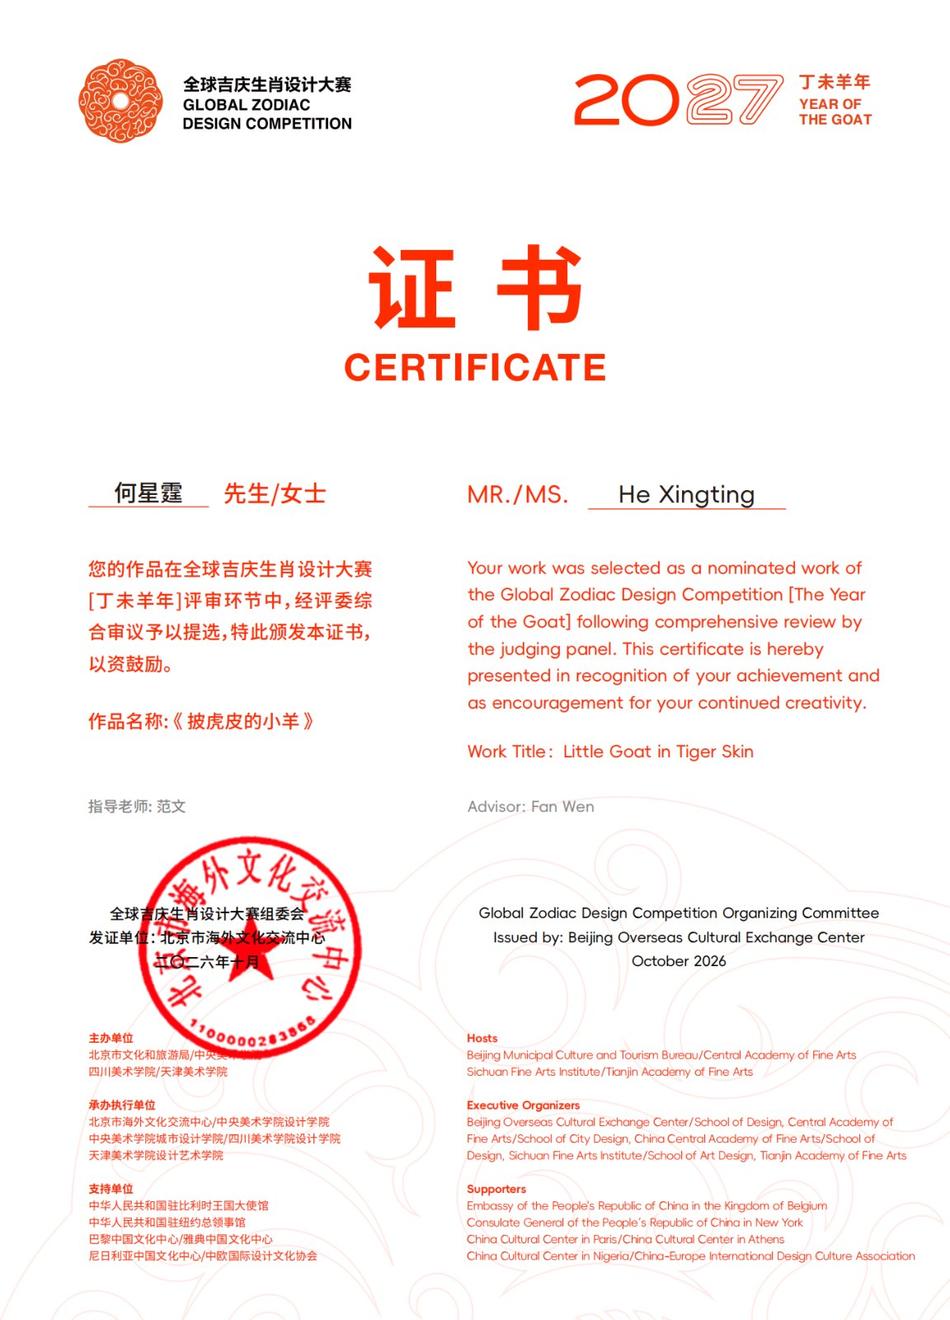 全球吉庆生肖设计大赛
GLOBAL ZODIAC
DESIGN COMPETITION
2027
丁未羊年
YEAR OF
THE GOAT
证书
CERTIFICATE
何星霆 先生/女士
您的作品在全球吉庆生肖设计大赛
[丁未羊年]评审环节中,经评委综
合审议予以提选,特此颁发本证书,
以资鼓励。
作品名称:《 披虎皮的小羊 》
指导老师: 范文
MR./MS. He Xingting
Your work was selected as a nominated work of
the Global Zodiac Design Competition [The Year
of the Goat] following comprehensive review by
the judging panel. This certificate is hereby
presented in recognition of your achievement and
as encouragement for your continued creativity.
Work Title: Little Goat in Tiger Skin
Advisor: Fan Wen
全球吉庆生肖设计大赛组委会
发证单位: 北京市海外文化交流中心
二〇二六年十月
北京市海外文化交流中心
1100000283868
Global Zodiac Design Competition Organizing Committee
Issued by: Beijing Overseas Cultural Exchange Center
October 2026
主办单位
北京市文化和旅游局/中央美术学院
四川美术学院/天津美术学院
承办执行单位
北京市海外文化交流中心/中央美术学院设计学院
中央美术学院城市设计学院/四川美术学院设计学院
天津美术学院设计艺术学院
支持单位
中华人民共和国驻比利时王国大使馆
中华人民共和国驻纽约总领事馆
巴黎中国文化中心/雅典中国文化中心
尼日利亚中国文化中心/中欧国际设计文化协会
Hosts
Beijing Municipal Culture and Tourism Bureau/Central Academy of Fine Arts
Sichuan Fine Arts Institute/Tianjin Academy of Fine Arts
Executive Organizers
Beijing Overseas Cultural Exchange Center/School of Design, Central Academy of
Fine Arts/School of City Design, China Central Academy of Fine Arts/School of
Design, Sichuan Fine Arts Institute/School of Art Design, Tianjin Academy of Fine Arts
Supporters
Embassy of the People's Republic of China in the Kingdom of Belgium
Consulate General of the People's Republic of China in New York
China Cultural Center in Paris/China Cultural Center in Athens
China Cultural Center in Nigeria/China-Europe International Design Culture Association